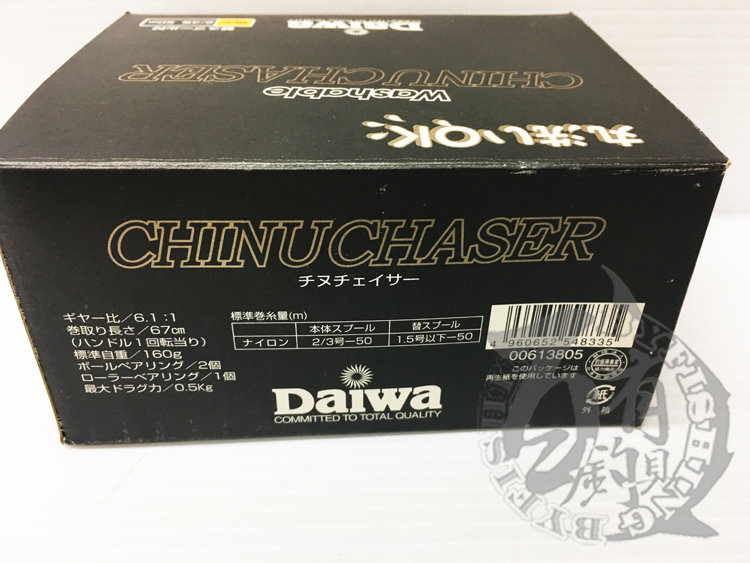 Daiwa
CHINUCHASER
Washable
丸洗いOK
CHINUCHASER
チヌチェイサー
ギヤー比／6.1：1
巻取り長さ／67cm
(ハンドル1回転当り)
標準自重／160g
ボールベアリング／2個
ローラーベアリング／1個
最大ドラグ力／0.5Kg
標準巻糸量(m)
本体スプール 替スプール
ナイロン 2/3号−50 1.5号以下−50
4 960652 548335
00613805
このパッケージは
再生紙を使用しています
紙
外箱
Daiwa
COMMITTED TO TOTAL QUALITY
有
釣具
FISHING